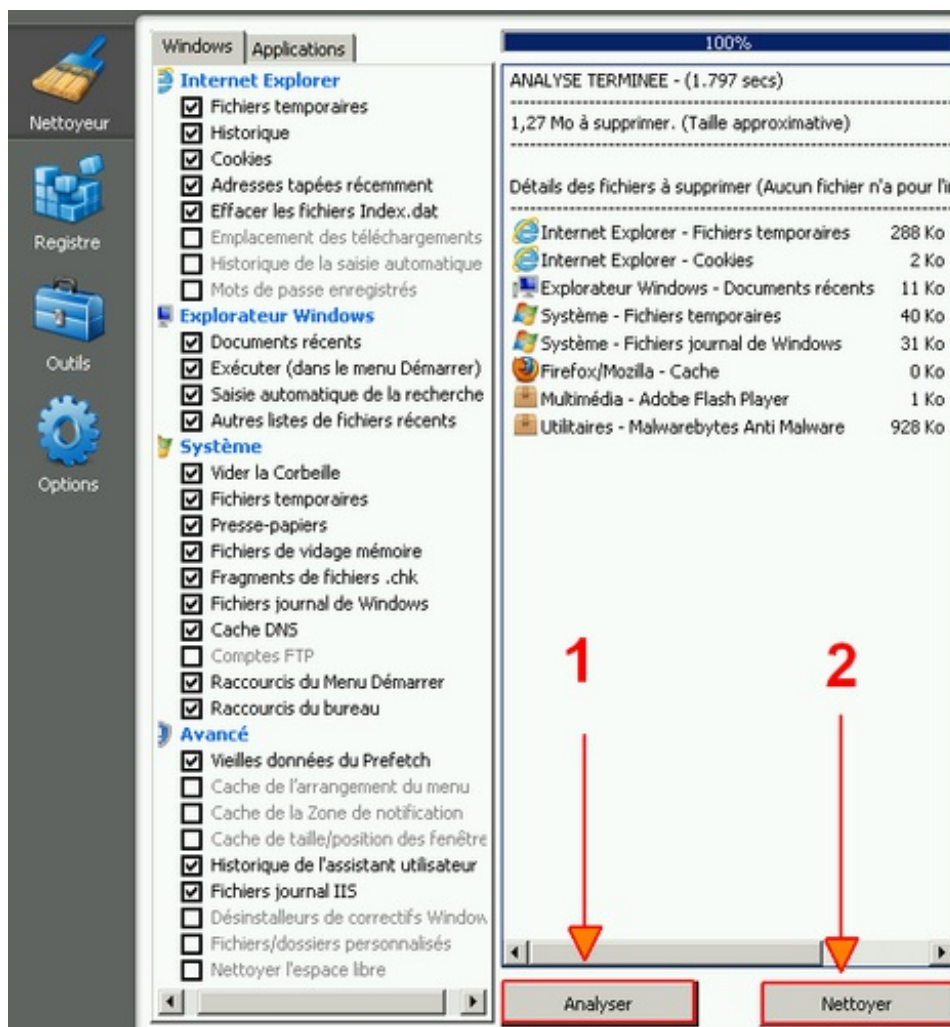 Nettoyeur
Registre
Outils
Options
Windows
Applications
Internet Explorer
Fichiers temporaires
Historique
Cookies
Adresses tapées récemment
Effacer les fichiers Index.dat
Emplacement des téléchargements
Historique de la saisie automatique
Mots de passe enregistrés
Explorateur Windows
Documents récents
Exécuter (dans le menu Démarrer)
Saisie automatique de la recherche
Autres listes de fichiers récents
Système
Vider la Corbeille
Fichiers temporaires
Presse-papiers
Fichiers de vidage mémoire
Fragments de fichiers .chk
Fichiers journal de Windows
Cache DNS
Comptes FTP
Raccourcis du Menu Démarrer
Raccourcis du bureau
Avancé
Vieilles données du Prefetch
Cache de l'arrangement du menu
Cache de la Zone de notification
Cache de taille/position des fenêtre
Historique de l'assistant utilisateur
Fichiers journal IIS
Désinstalleurs de correctifs Window
Fichiers/dossiers personnalisés
Nettoyer l'espace libre
100%
ANALYSE TERMINEE - (1.797 secs)
1,27 Mo à supprimer. (Taille approximative)
Détails des fichiers à supprimer (Aucun fichier n'a pour l'i
Internet Explorer - Fichiers temporaires 288 Ko
Internet Explorer - Cookies 2 Ko
Explorateur Windows - Documents récents 11 Ko
Système - Fichiers temporaires 40 Ko
Système - Fichiers journal de Windows 31 Ko
Firefox/Mozilla - Cache 0 Ko
Multimédia - Adobe Flash Player 1 Ko
Utilitaires - Malwarebytes Anti Malware 928 Ko
1
2
Analyser
Nettoyer